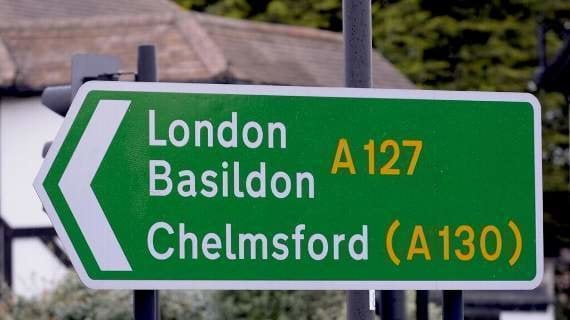 London
Basildon A127
Chelmsford (A130)